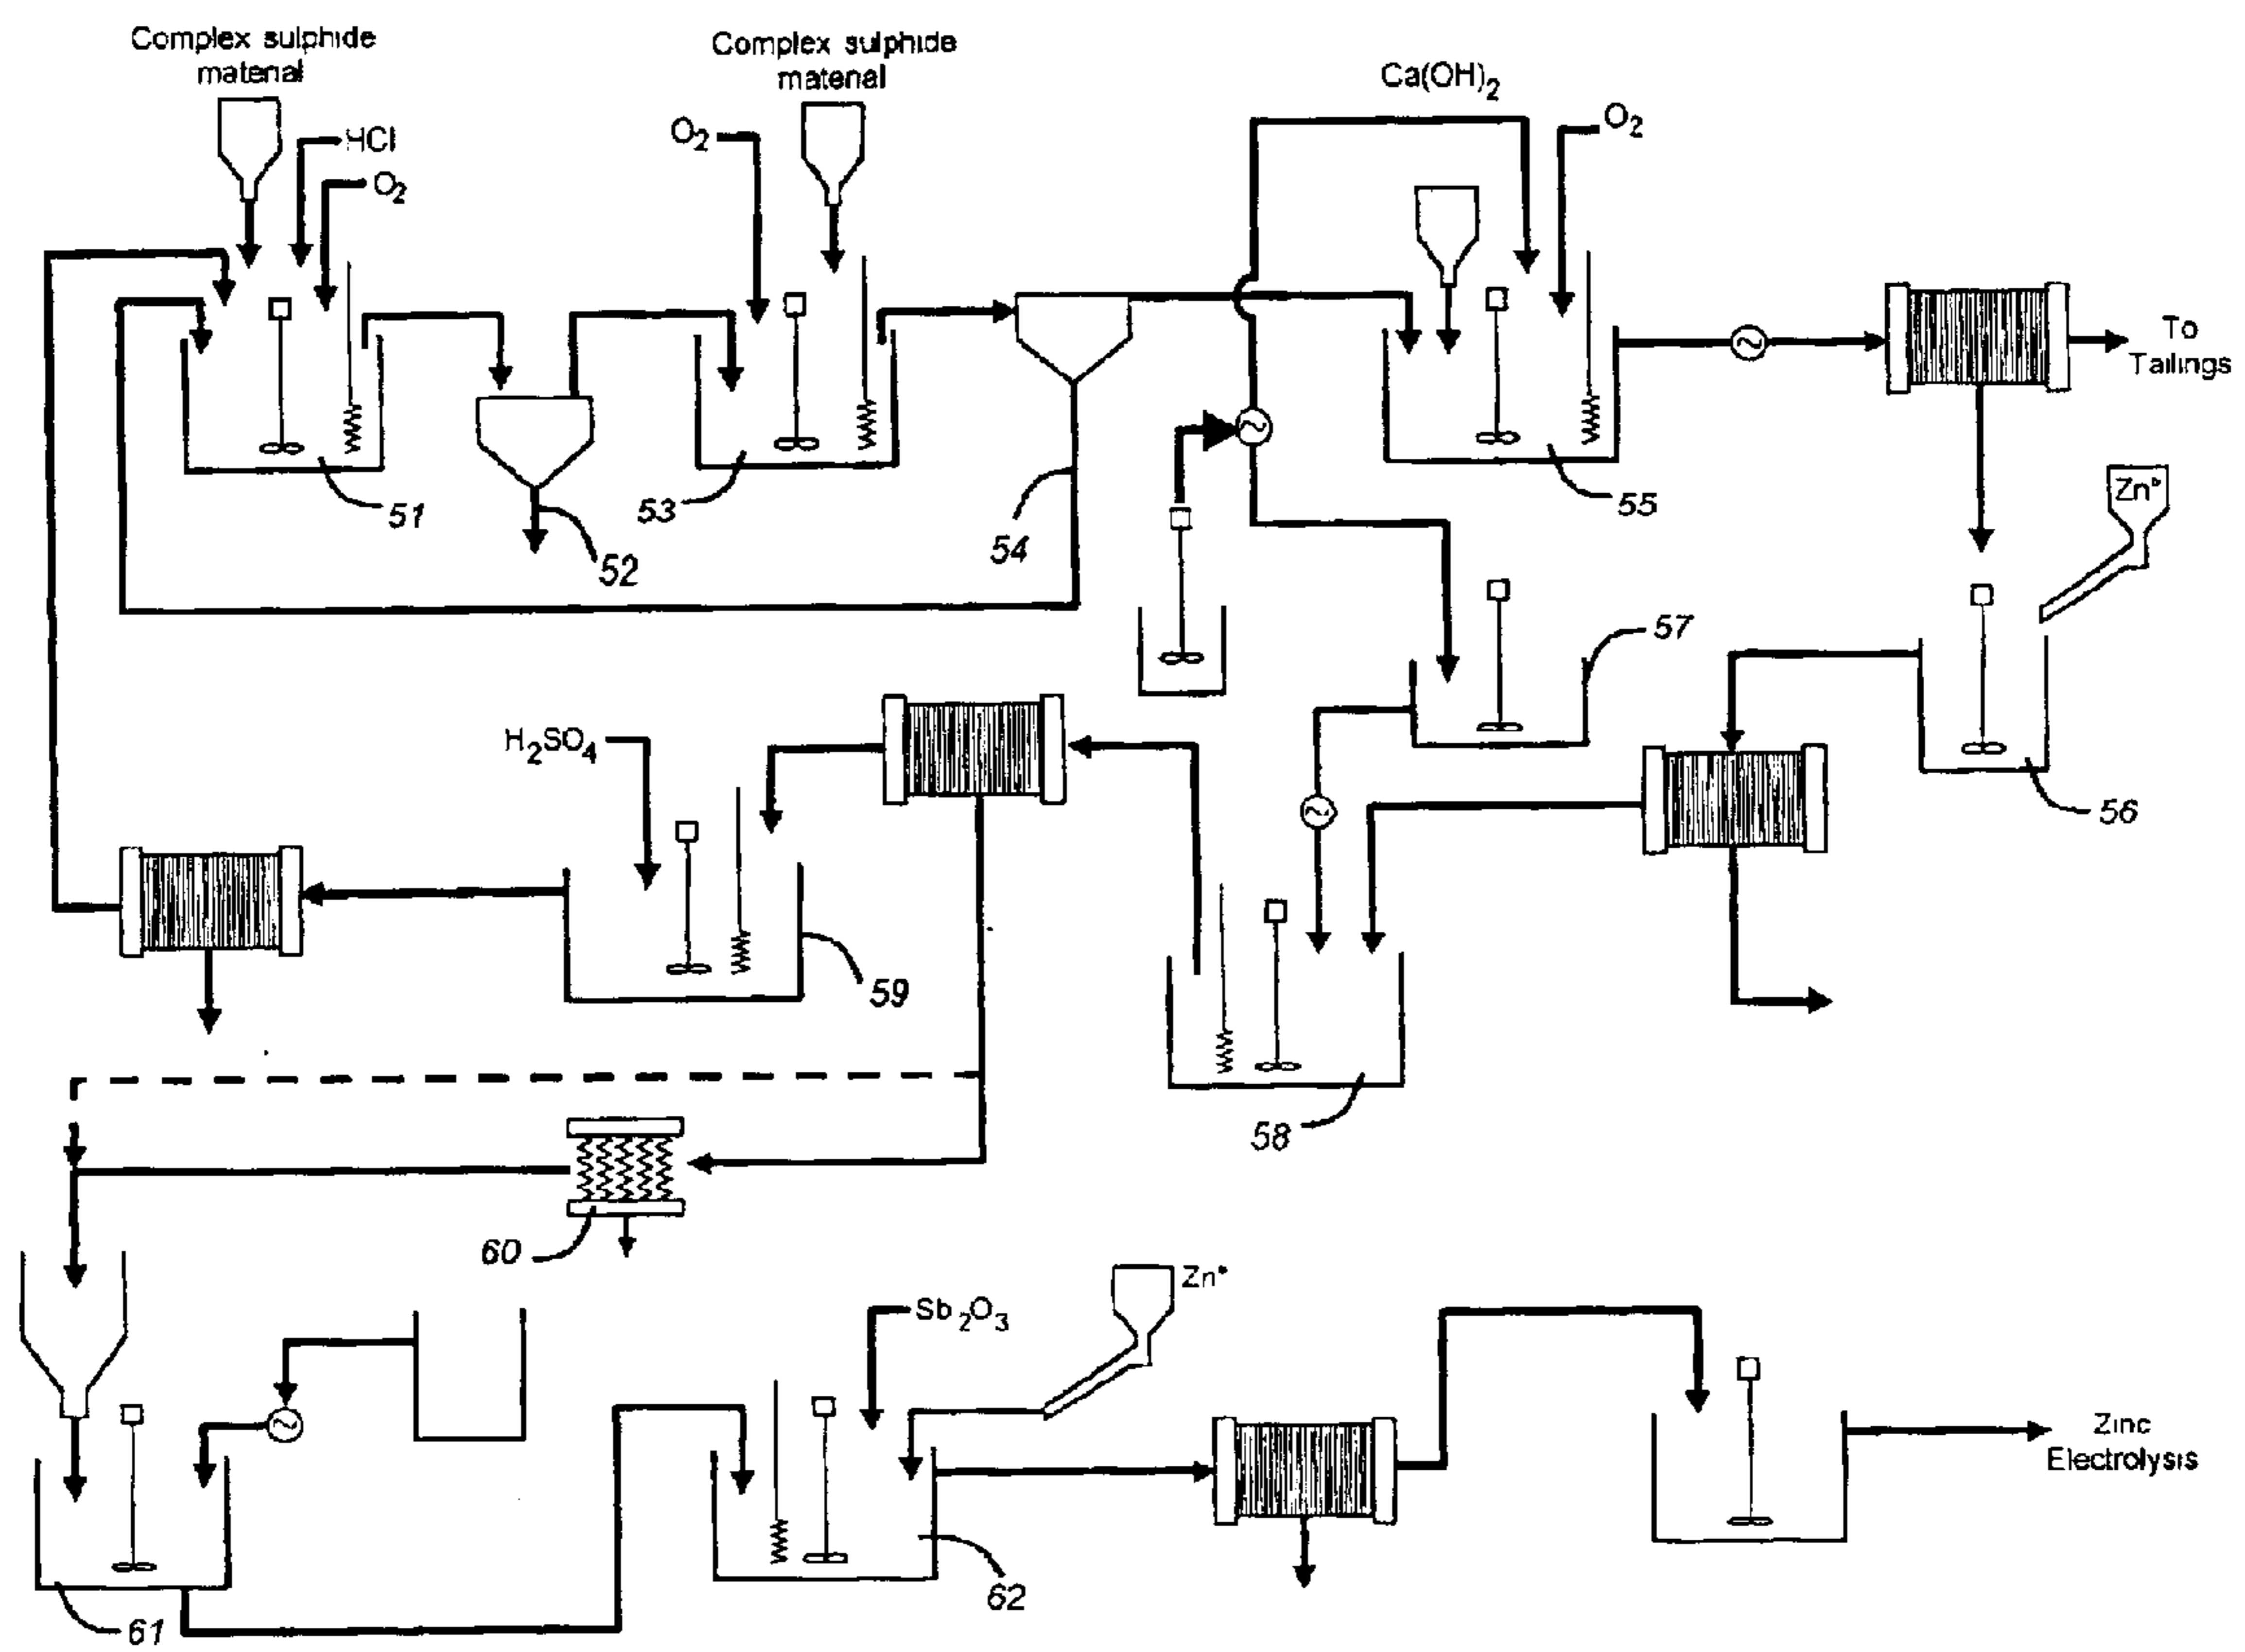 Complex sulphide
material
Complex sulphide
material
Ca(OH)2
HCl
O2
O2
O2
To
Tailings
51
52
53
54
55
Zn°
57
56
H2SO4
59
58
60
Zn°
Sb2O3
Zinc
Electrolysis
62
61